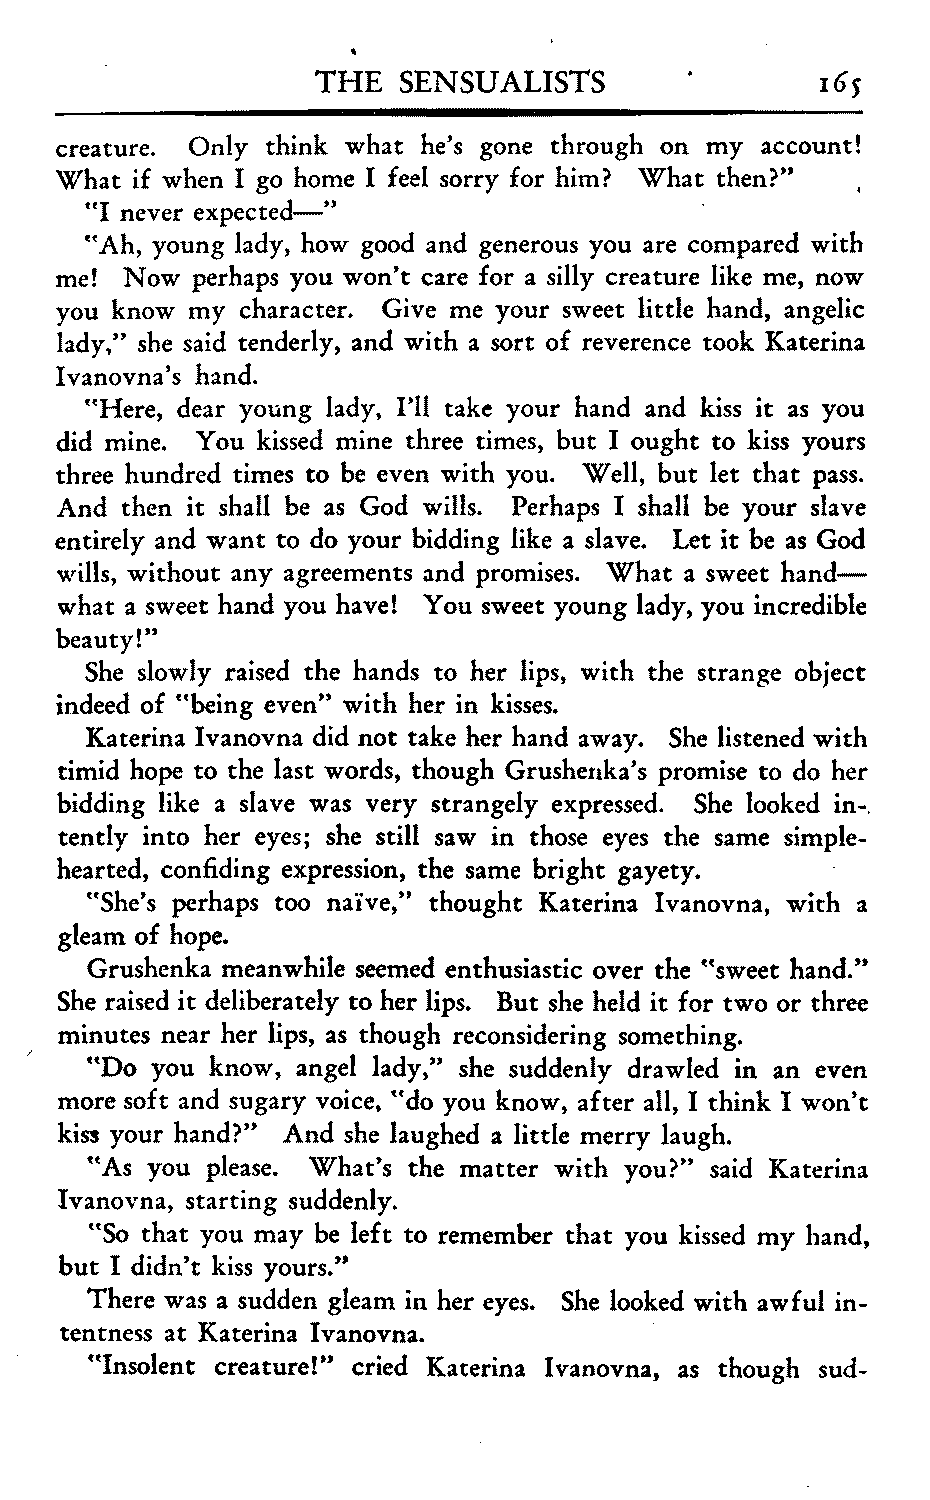 THE SENSUALISTS 165
creature. Only think what he's gone through on my account!
What if when I go home I feel sorry for him? What then?"
"I never expected—"
"Ah, young lady, how good and generous you are compared with
me! Now perhaps you won't care for a silly creature like me, now
you know my character. Give me your sweet little hand, angelic
lady," she said tenderly, and with a sort of reverence took Katerina
Ivanovna's hand.
"Here, dear young lady, I'll take your hand and kiss it as you
did mine. You kissed mine three times, but I ought to kiss yours
three hundred times to be even with you. Well, but let that pass.
And then it shall be as God wills. Perhaps I shall be your slave
entirely and want to do your bidding like a slave. Let it be as God
wills, without any agreements and promises. What a sweet hand—
what a sweet hand you have! You sweet young lady, you incredible
beauty!"
She slowly raised the hands to her lips, with the strange object
indeed of "being even" with her in kisses.
Katerina Ivanovna did not take her hand away. She listened with
timid hope to the last words, though Grushenka's promise to do her
bidding like a slave was very strangely expressed. She looked in-
tently into her eyes; she still saw in those eyes the same simple-
hearted, confiding expression, the same bright gayety.
"She's perhaps too naïve," thought Katerina Ivanovna, with a
gleam of hope.
Grushenka meanwhile seemed enthusiastic over the "sweet hand."
She raised it deliberately to her lips. But she held it for two or three
minutes near her lips, as though reconsidering something.
"Do you know, angel lady," she suddenly drawled in an even
more soft and sugary voice, "do you know, after all, I think I won't
kiss your hand?" And she laughed a little merry laugh.
"As you please. What's the matter with you?" said Katerina
Ivanovna, starting suddenly.
"So that you may be left to remember that you kissed my hand,
but I didn't kiss yours."
There was a sudden gleam in her eyes. She looked with awful in-
tentness at Katerina Ivanovna.
"Insolent creature!" cried Katerina Ivanovna, as though sud-